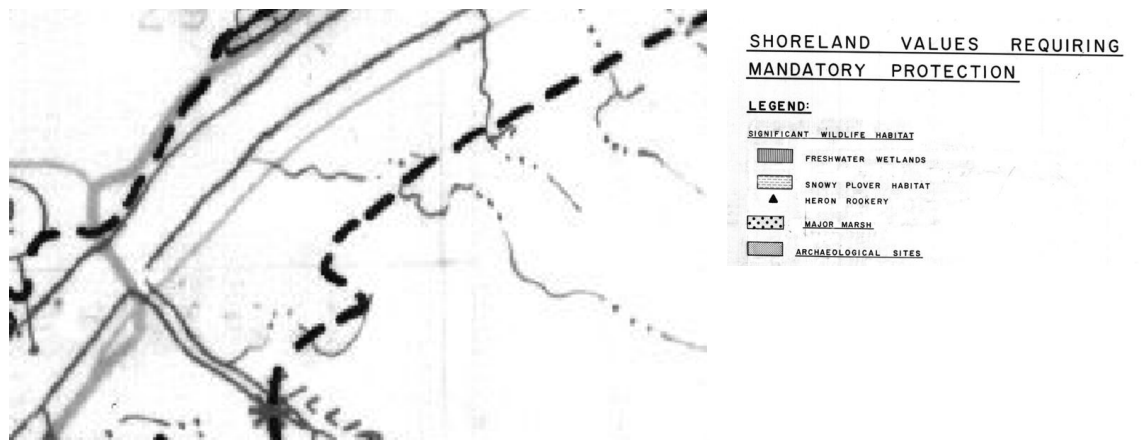 SHORELAND VALUES REQUIRING
MANDATORY PROTECTION
LEGEND:
SIGNIFICANT WILDLIFE HABITAT
FRESHWATER WETLANDS
SNOWY PLOVER HABITAT
HERON ROOKERY
MAJOR MARSH
ARCHAEOLOGICAL SITES